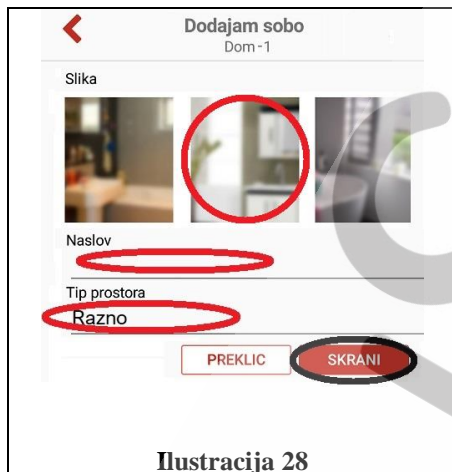 Dodajam sobo
Dom-1
Slika
Naslov
Tip prostora
Razno
PREKLIC SKRANI
Ilustracija 28